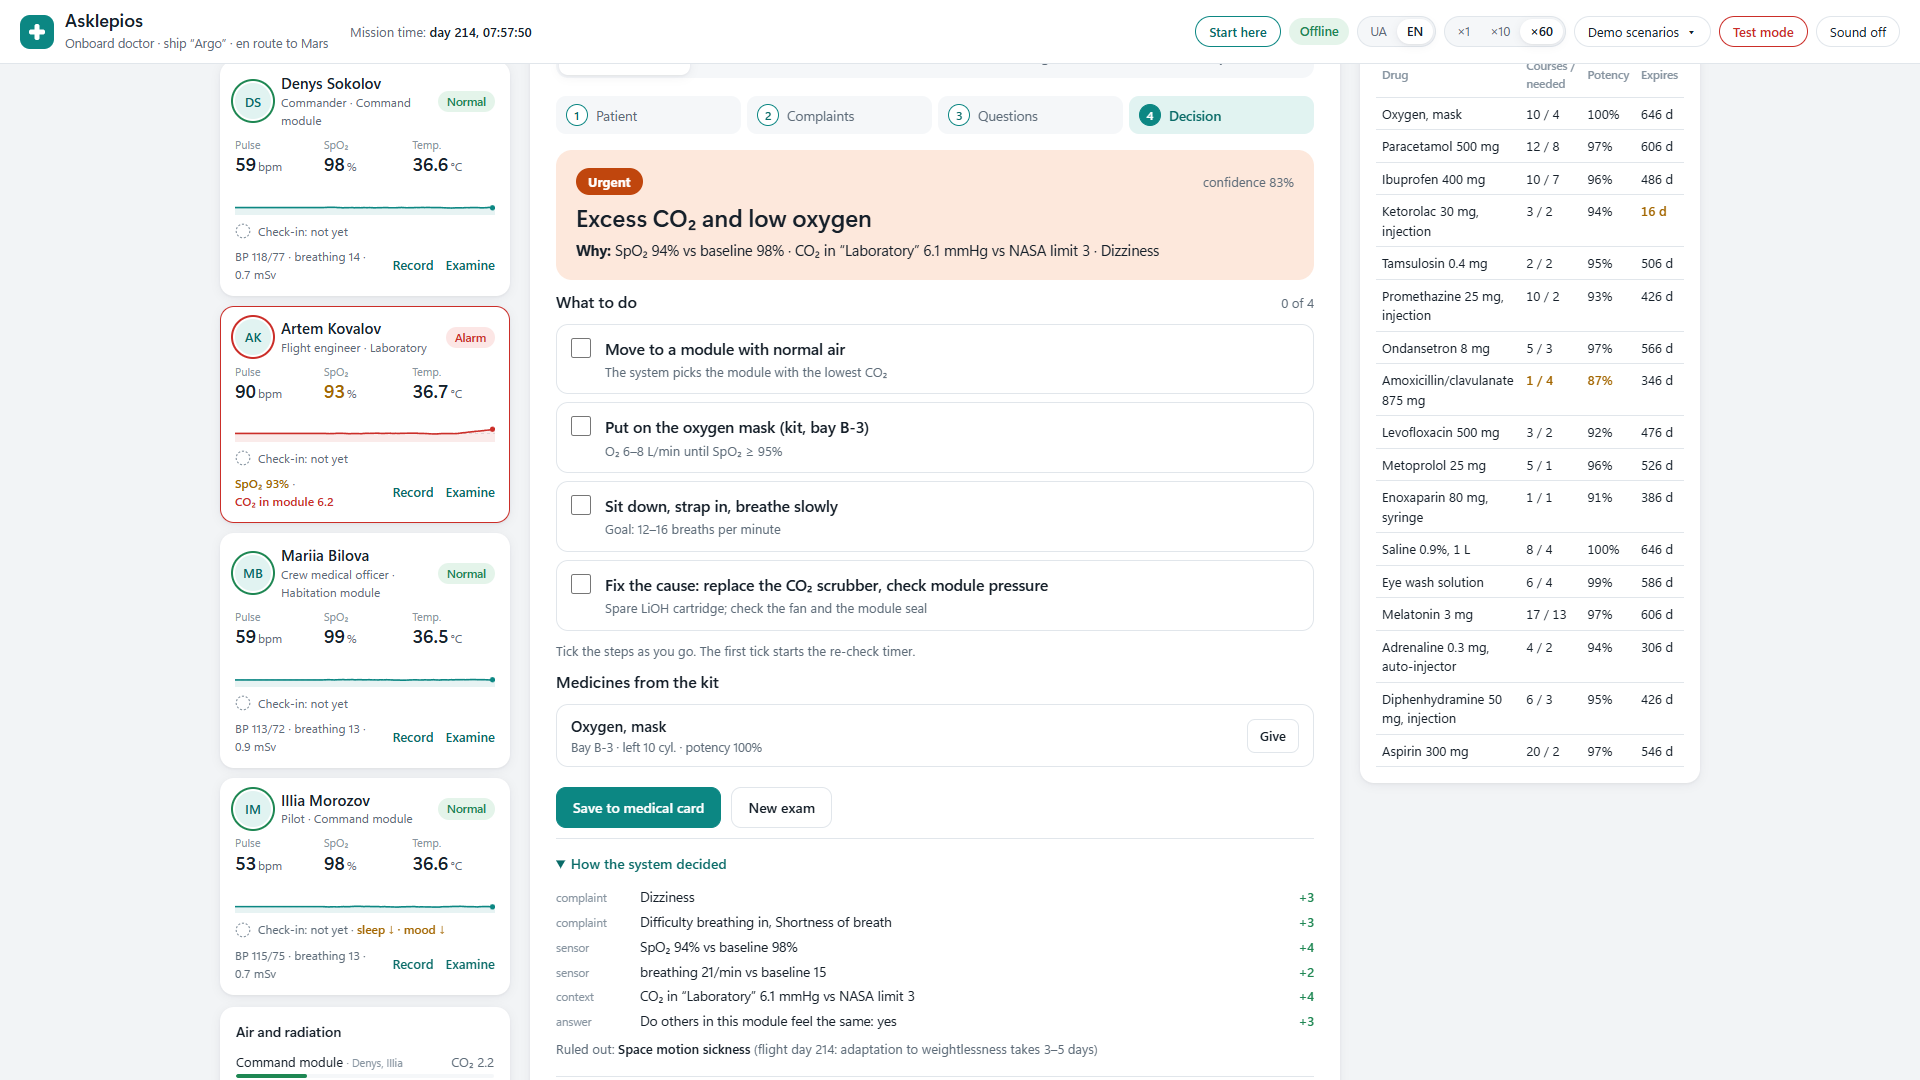 Asklepios
Onboard doctor · ship “Argo” · en route to Mars
Mission time: day 214, 07:57:50
Start here
Offline
UA EN
×1 ×10 ×60
Demo scenarios
Test mode
Sound off
DS
Denys Sokolov
Commander · Command module
Normal
Pulse SpO₂ Temp.
59 bpm 98 % 36.6 °C
Check-in: not yet
BP 118/77 · breathing 14 · 0.7 mSv
Record Examine
AK
Artem Kovalov
Flight engineer · Laboratory
Alarm
Pulse SpO₂ Temp.
90 bpm 93 % 36.7 °C
Check-in: not yet
SpO₂ 93% ·
CO₂ in module 6.2
Record Examine
MB
Mariia Bilova
Crew medical officer · Habitation module
Normal
Pulse SpO₂ Temp.
59 bpm 99 % 36.5 °C
Check-in: not yet
BP 113/72 · breathing 13 · 0.9 mSv
Record Examine
IM
Illia Morozov
Pilot · Command module
Normal
Pulse SpO₂ Temp.
53 bpm 98 % 36.6 °C
Check-in: not yet · sleep ↓ · mood ↓
BP 115/75 · breathing 13 · 0.7 mSv
Record Examine
Air and radiation
Command module · Denys, Illia CO₂ 2.2
1 Patient
2 Complaints
3 Questions
4 Decision
Urgent
confidence 83%
Excess CO₂ and low oxygen
Why: SpO₂ 94% vs baseline 98% · CO₂ in “Laboratory” 6.1 mmHg vs NASA limit 3 · Dizziness
What to do
0 of 4
Move to a module with normal air
The system picks the module with the lowest CO₂
Put on the oxygen mask (kit, bay B-3)
O₂ 6–8 L/min until SpO₂ ≥ 95%
Sit down, strap in, breathe slowly
Goal: 12–16 breaths per minute
Fix the cause: replace the CO₂ scrubber, check module pressure
Spare LiOH cartridge; check the fan and the module seal
Tick the steps as you go. The first tick starts the re-check timer.
Medicines from the kit
Oxygen, mask
Bay B-3 · left 10 cyl. · potency 100%
Give
Save to medical card
New exam
▼ How the system decided
complaint Dizziness +3
complaint Difficulty breathing in, Shortness of breath +3
sensor SpO₂ 94% vs baseline 98% +4
sensor breathing 21/min vs baseline 15 +2
context CO₂ in “Laboratory” 6.1 mmHg vs NASA limit 3 +4
answer Do others in this module feel the same: yes +3
Ruled out: Space motion sickness (flight day 214: adaptation to weightlessness takes 3–5 days)
Drug Courses / needed Potency Expires
Oxygen, mask 10 / 4 100% 646 d
Paracetamol 500 mg 12 / 8 97% 606 d
Ibuprofen 400 mg 10 / 7 96% 486 d
Ketorolac 30 mg, injection 3 / 2 94% 16 d
Tamsulosin 0.4 mg 2 / 2 95% 506 d
Promethazine 25 mg, injection 10 / 2 93% 426 d
Ondansetron 8 mg 5 / 3 97% 566 d
Amoxicillin/clavulanate 875 mg 1 / 4 87% 346 d
Levofloxacin 500 mg 3 / 2 92% 476 d
Metoprolol 25 mg 5 / 1 96% 526 d
Enoxaparin 80 mg, syringe 1 / 1 91% 386 d
Saline 0.9%, 1 L 8 / 4 100% 646 d
Eye wash solution 6 / 4 99% 586 d
Melatonin 3 mg 17 / 13 97% 606 d
Adrenaline 0.3 mg, auto-injector 4 / 2 94% 306 d
Diphenhydramine 50 mg, injection 6 / 3 95% 426 d
Aspirin 300 mg 20 / 2 97% 546 d